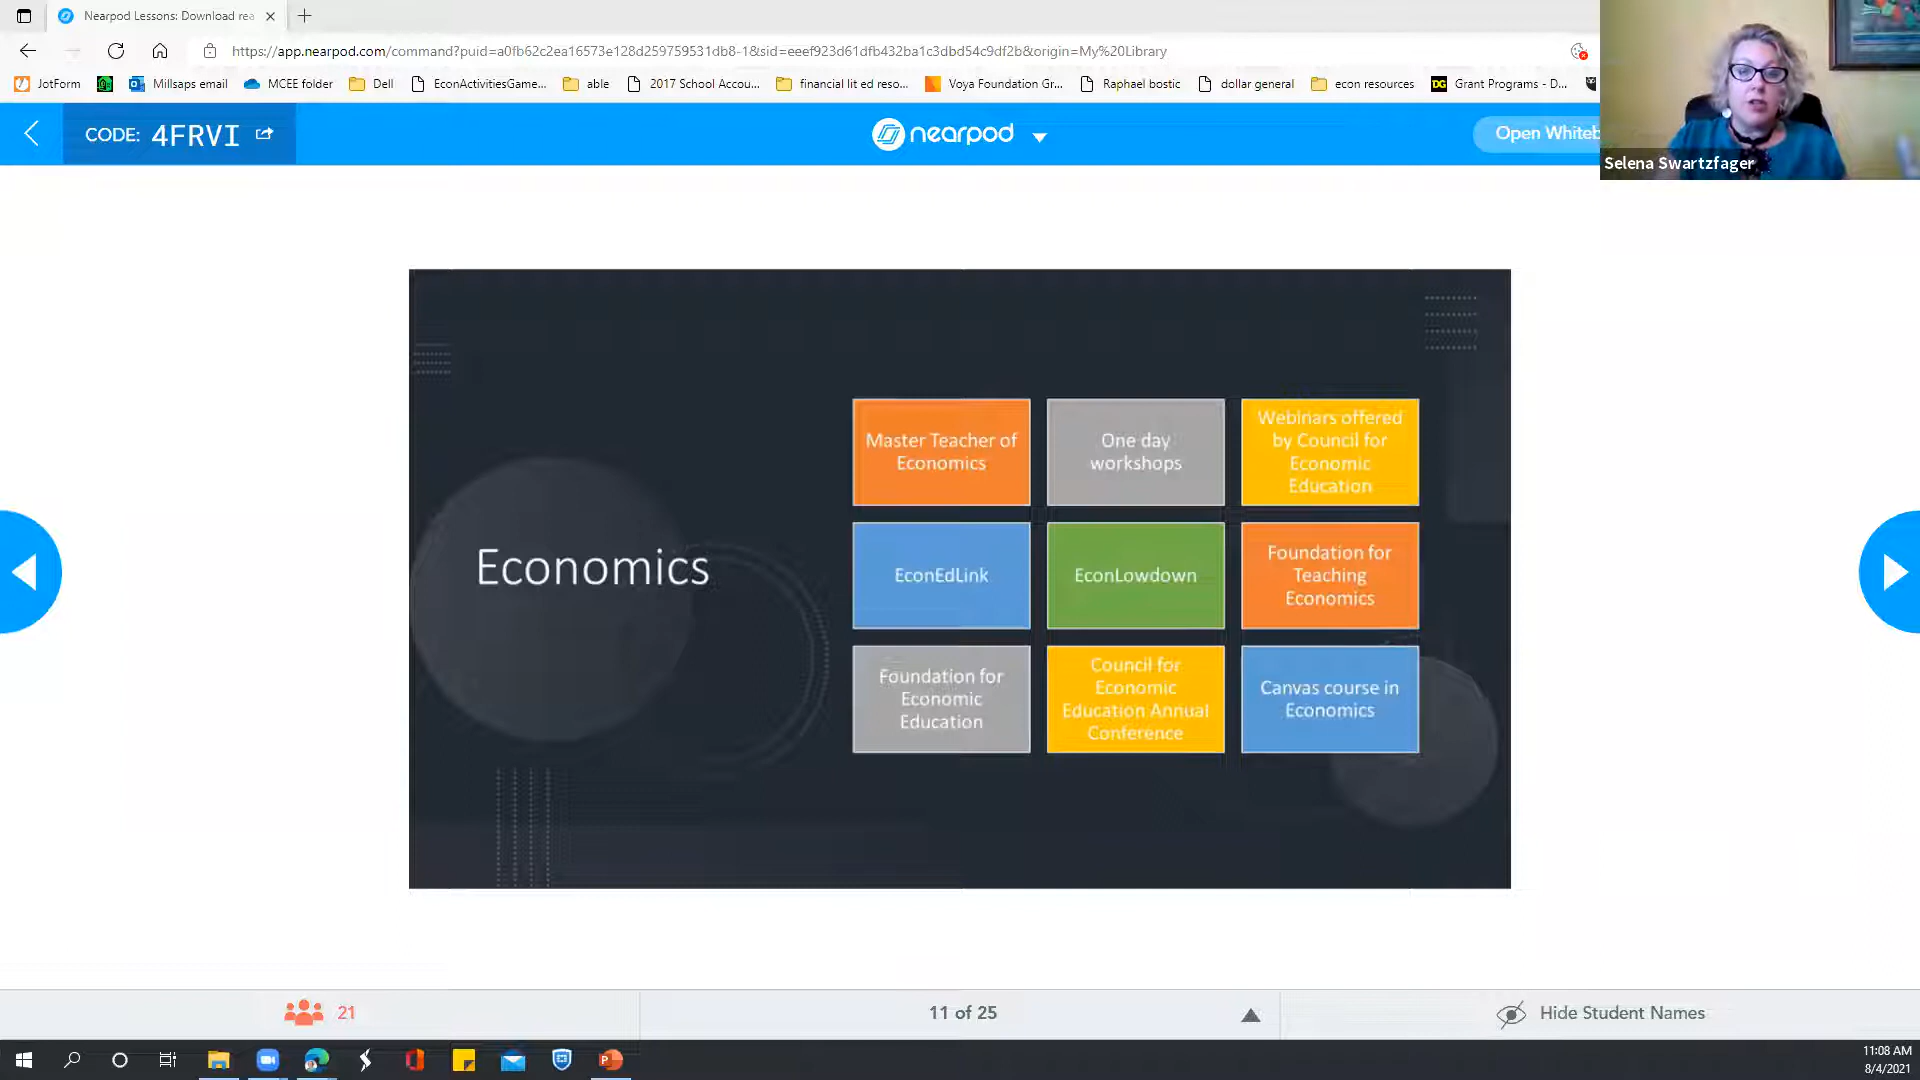 Nearpod Lessons: Download rea
https://app.nearpod.com/command?puid=a0fb62c2ea16573e128d259759531db8-1&sid=eeef923d61dfb432ba1c3dbd54c9df2b&origin=My%20Library
JotForm
Millsaps email
MCEE folder
Dell
EconActivitiesGame...
able
2017 School Accou...
financial lit ed reso...
Voya Foundation Gr...
Raphael bostic
dollar general
econ resources
DG
Grant Programs - D...
CODE: 4FRVI
nearpod
Open Whiteb
Selena Swartzfager
Economics
Master Teacher of
Economics
One day
workshops
Webinars offered
by Council for
Economic
Education
EconEdLink
EconLowdown
Foundation for
Teaching
Economics
Foundation for
Economic
Education
Council for
Economic
Education Annual
Conference
Canvas course in
Economics
21
11 of 25
Hide Student Names
11:08 AM
8/4/2021